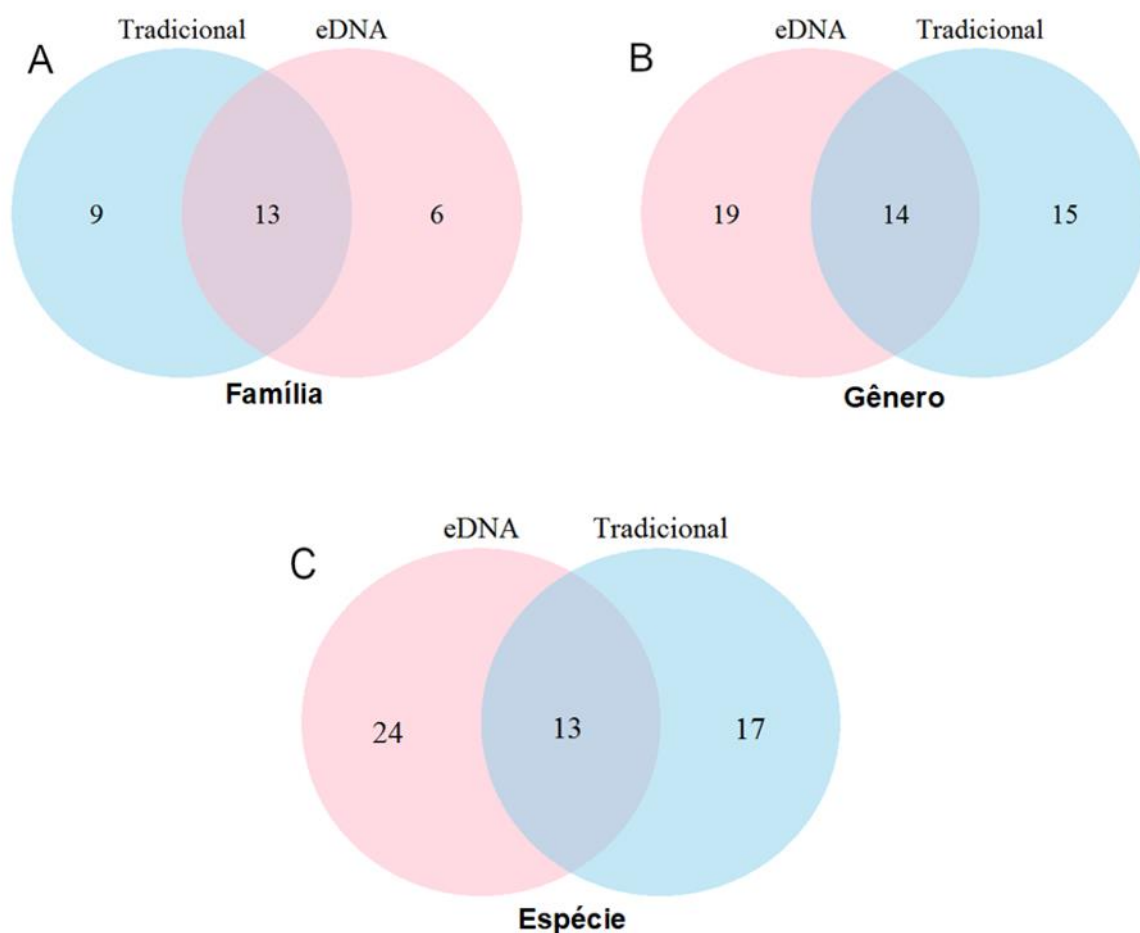 A
Tradicional eDNA
9 13 6
Família
B
eDNA Tradicional
19 14 15
Gênero
C
eDNA Tradicional
24 13 17
Espécie